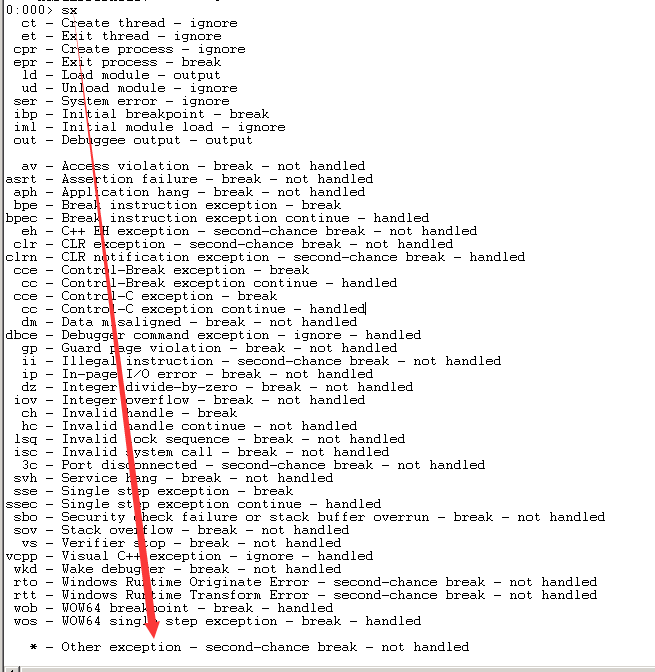 0:000> sx
ct - Create thread - ignore
et - Exit thread - ignore
cpr - Create process - ignore
epr - Exit process - break
ld - Load module - output
ud - Unload module - ignore
ser - System error - ignore
ibp - Initial breakpoint - break
iml - Initial module load - ignore
out - Debuggee output - output
av - Access violation - break - not handled
asrt - Assertion failure - break - not handled
aph - Application hang - break - not handled
bpe - Break instruction exception - break
bpec - Break instruction exception continue - handled
eh - C++ EH exception - second-chance break - not handled
clr - CLR exception - second-chance break - not handled
clrn - CLR notification exception - second-chance break - handled
cce - Control-Break exception - break
cc - Control-Break exception continue - handled
cce - Control-C exception - break
cc - Control-C exception continue - handled
dm - Data misaligned - break - not handled
dbce - Debugger command exception - ignore - handled
gp - Guard page violation - break - not handled
ii - Illegal instruction - second-chance break - not handled
ip - In-page I/O error - break - not handled
dz - Integer divide-by-zero - break - not handled
iov - Integer overflow - break - not handled
ch - Invalid handle - break
hc - Invalid handle continue - not handled
lsq - Invalid lock sequence - break - not handled
isc - Invalid system call - break - not handled
3c - Port disconnected - second-chance break - not handled
svh - Service hang - break - not handled
sse - Single step exception - break
ssec - Single step exception continue - handled
sbo - Security check failure or stack buffer overrun - break - not handled
sov - Stack overflow - break - not handled
vs - Verifier stop - break - not handled
vcpp - Visual C++ exception - ignore - handled
wkd - Wake debugger - break - not handled
rto - Windows Runtime Originate Error - second-chance break - not handled
rtt - Windows Runtime Transform Error - second-chance break - not handled
wob - WOW64 breakpoint - break - handled
wos - WOW64 single step exception - break - handled
* - Other exception - second-chance break - not handled